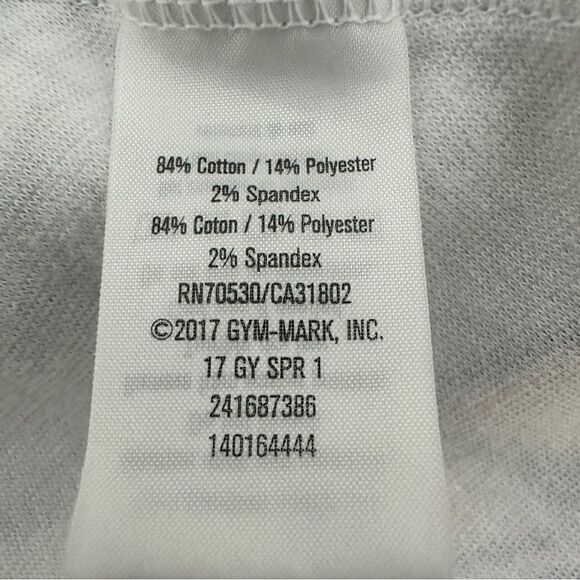 84% Cotton / 14% Polyester
2% Spandex
84% Coton / 14% Polyester
2% Spandex
RN70530/CA31802
©2017 GYM-MARK, INC.
17 GY SPR 1
241687386
140164444